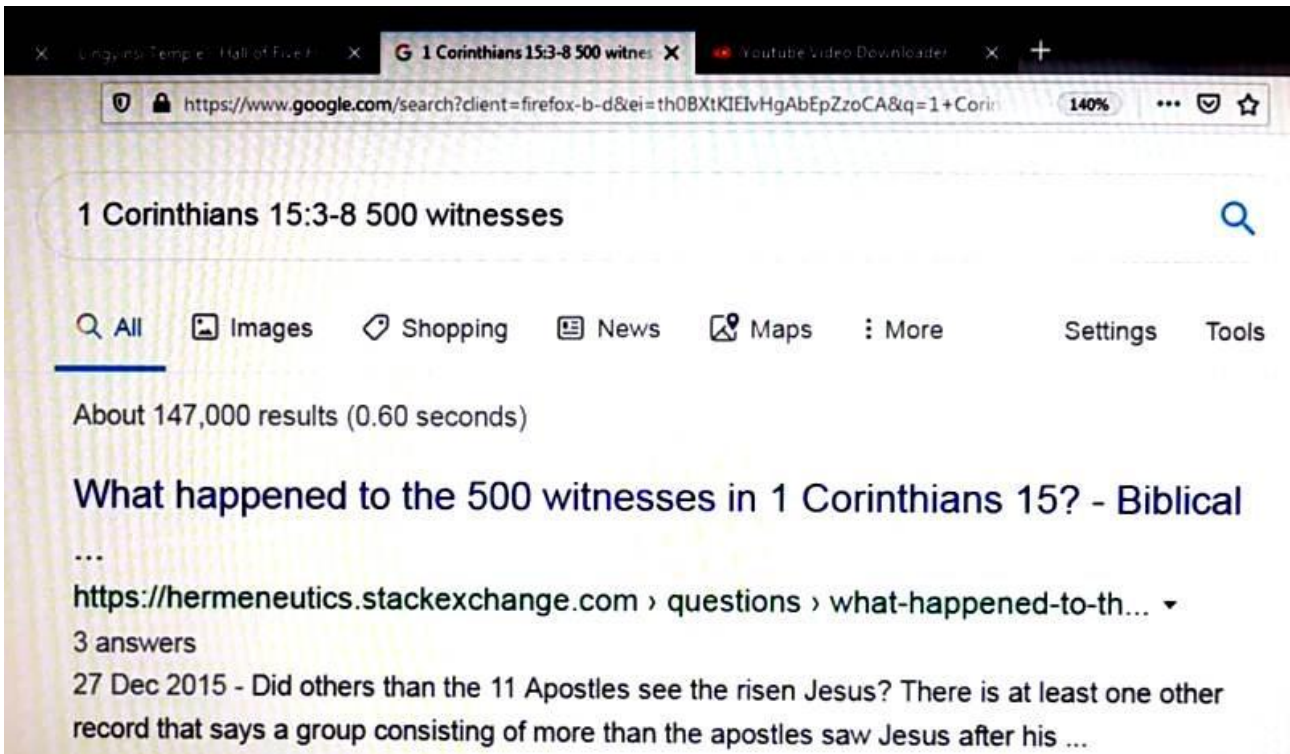 Temple Hall of Five G 1 Corinthians 15:3-8 500 witnes Youtube Video Downloader
https://www.google.com/search?client=firefox-b-d&ei=th0BXtKIEIvHgAbEpZzoCA&q=1+Corin 140%
1 Corinthians 15:3-8 500 witnesses
All Images Shopping News Maps More Settings Tools
About 147,000 results (0.60 seconds)
What happened to the 500 witnesses in 1 Corinthians 15? - Biblical
...
https://hermeneutics.stackexchange.com › questions › what-happened-to-th...
3 answers
27 Dec 2015 - Did others than the 11 Apostles see the risen Jesus? There is at least one other
record that says a group consisting of more than the apostles saw Jesus after his ...